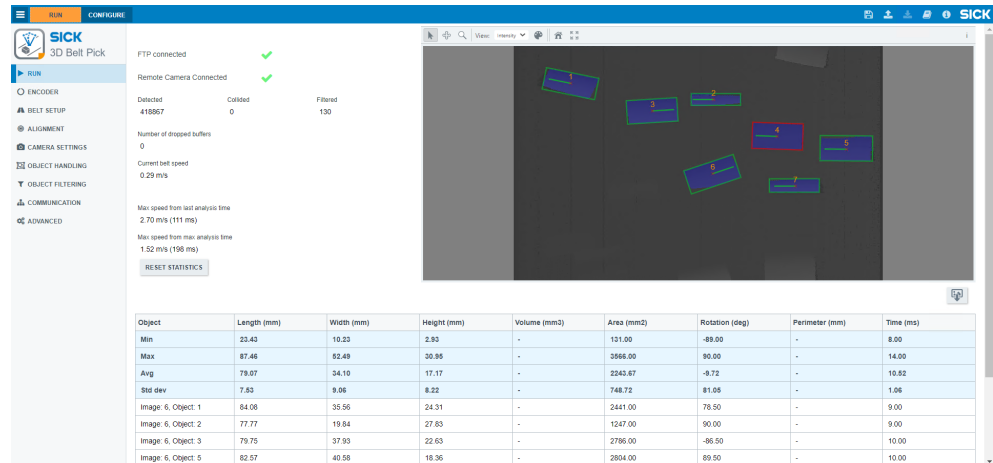 RUN CONFIGURE SICK
SICK
3D Belt Pick
RUN
ENCODER
BELT SETUP
ALIGNMENT
CAMERA SETTINGS
OBJECT HANDLING
OBJECT FILTERING
COMMUNICATION
ADVANCED
FTP connected
Remote Camera Connected
Detected Collided Filtered
418867 0 130
Number of dropped buffers
0
Current belt speed
0.29 m/s
Max speed from last analysis time
2.70 m/s (111 ms)
Max speed from max analysis time
1.52 m/s (198 ms)
RESET STATISTICS
View: Intensity
1
2
3
4
5
6
7
Object Length (mm) Width (mm) Height (mm) Volume (mm3) Area (mm2) Rotation (deg) Perimeter (mm) Time (ms)
Min 23.43 10.23 2.93 - 131.00 -89.00 - 8.00
Max 87.46 52.49 30.95 - 3566.00 90.00 - 14.00
Avg 79.07 34.10 17.17 - 2243.67 -9.72 - 10.52
Std dev 7.53 9.06 8.22 - 748.72 81.05 - 1.06
Image: 6, Object: 1 84.08 35.56 24.31 - 2441.00 78.50 - 9.00
Image: 6, Object: 2 77.77 19.84 27.83 - 1247.00 90.00 - 9.00
Image: 6, Object: 3 79.75 37.93 22.63 - 2786.00 -86.50 - 10.00
Image: 6, Object: 5 82.57 40.58 18.36 - 2804.00 89.50 - 10.00